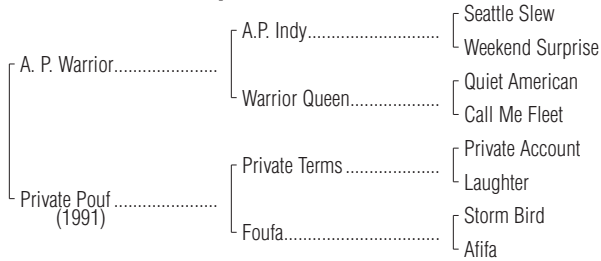 Seattle Slew
A.P. Indy
Weekend Surprise
A. P. Warrior
Quiet American
Warrior Queen
Call Me Fleet
Private Account
Private Terms
Laughter
Private Pouf
(1991)
Storm Bird
Foufa
Afifa